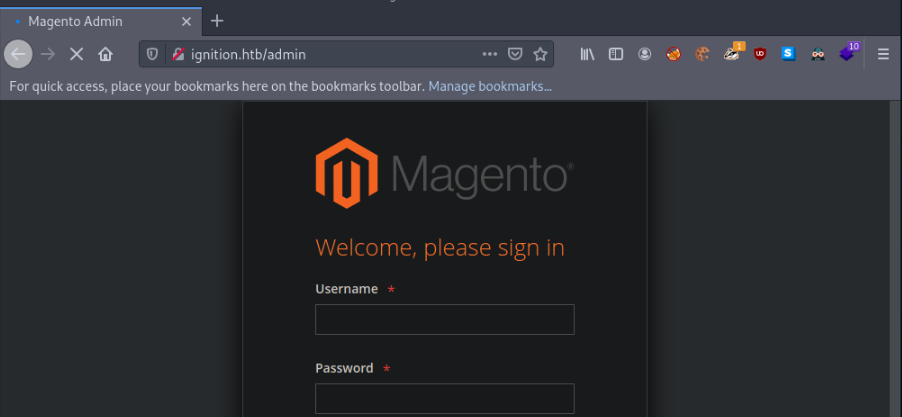 Magento Admin
ignition.htb/admin
1
10
For quick access, place your bookmarks here on the bookmarks toolbar. Manage bookmarks...
Magento®
Welcome, please sign in
Username *
Password *